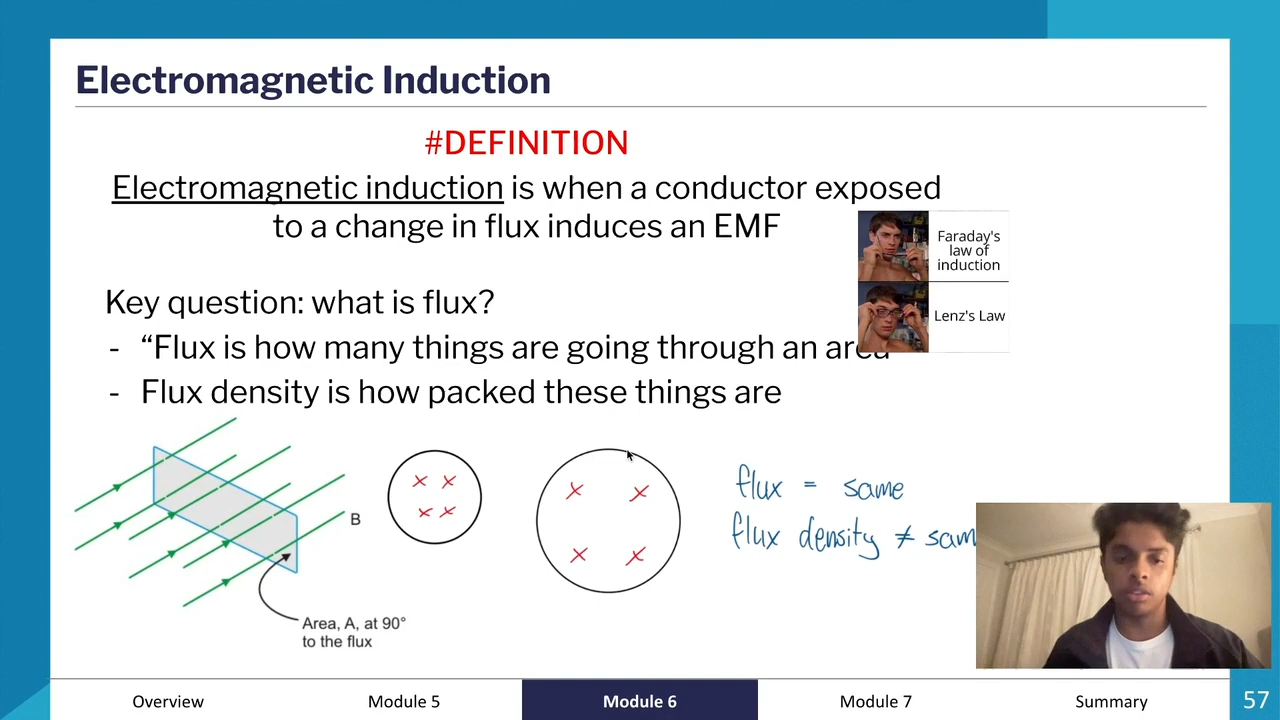 Electromagnetic Induction
#DEFINITION
Electromagnetic induction is when a conductor exposed
to a change in flux induces an EMF
Faraday's
law of
induction
Lenz's Law
Key question: what is flux?
- “Flux is how many things are going through an area
- Flux density is how packed these things are
B
Area, A, at 90°
to the flux
x x
x x
x x
x x
flux = same
flux density ≠ sam
Overview Module 5 Module 6 Module 7 Summary 57